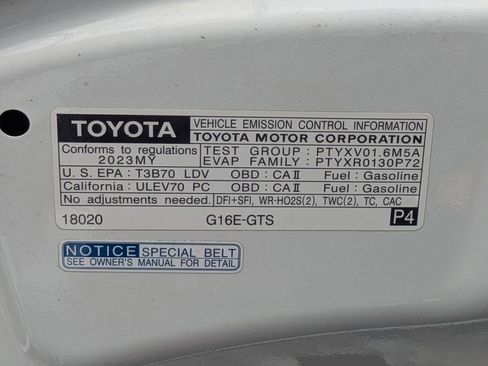 TOYOTA VEHICLE EMISSION CONTROL INFORMATION
TOYOTA MOTOR CORPORATION
Conforms to regulations TEST GROUP : PTYXV01.6M5A
2023MY EVAP FAMILY : PTYXR0130P72
U. S. EPA : T3B70 LDV OBD : CAⅡ Fuel : Gasoline
California : ULEV70 PC OBD : CAⅡ Fuel : Gasoline
No adjustments needed. DFI+SFI, WR-HO2S(2), TWC(2), TC, CAC
18020 G16E-GTS P4
NOTICE SPECIAL BELT
SEE OWNER'S MANUAL FOR DETAIL